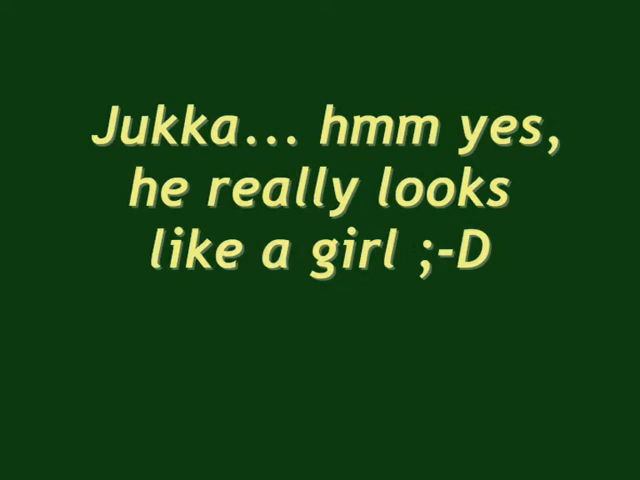 Jukka... hmm yes,
he really looks
like a girl ;-D